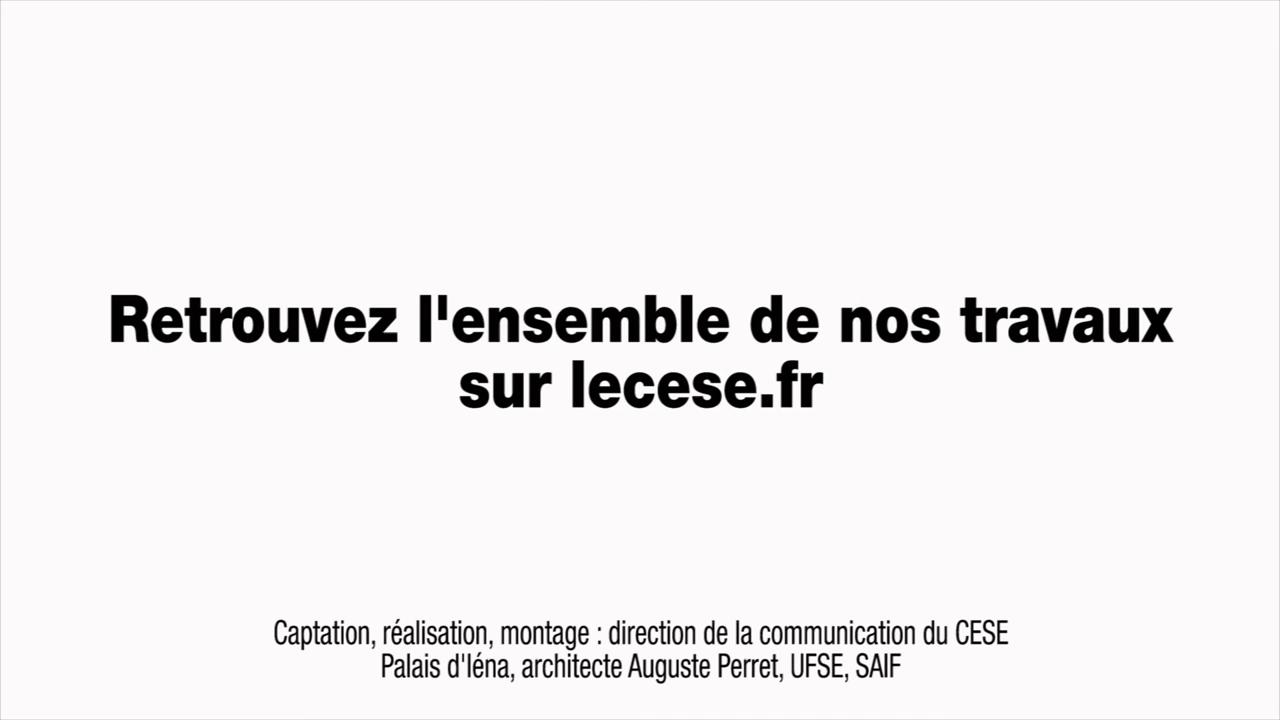 Retrouvez l'ensemble de nos travaux
sur lecese.fr
Captation, réalisation, montage : direction de la communication du CESE
Palais d'Iéna, architecte Auguste Perret, UFSE, SAIF